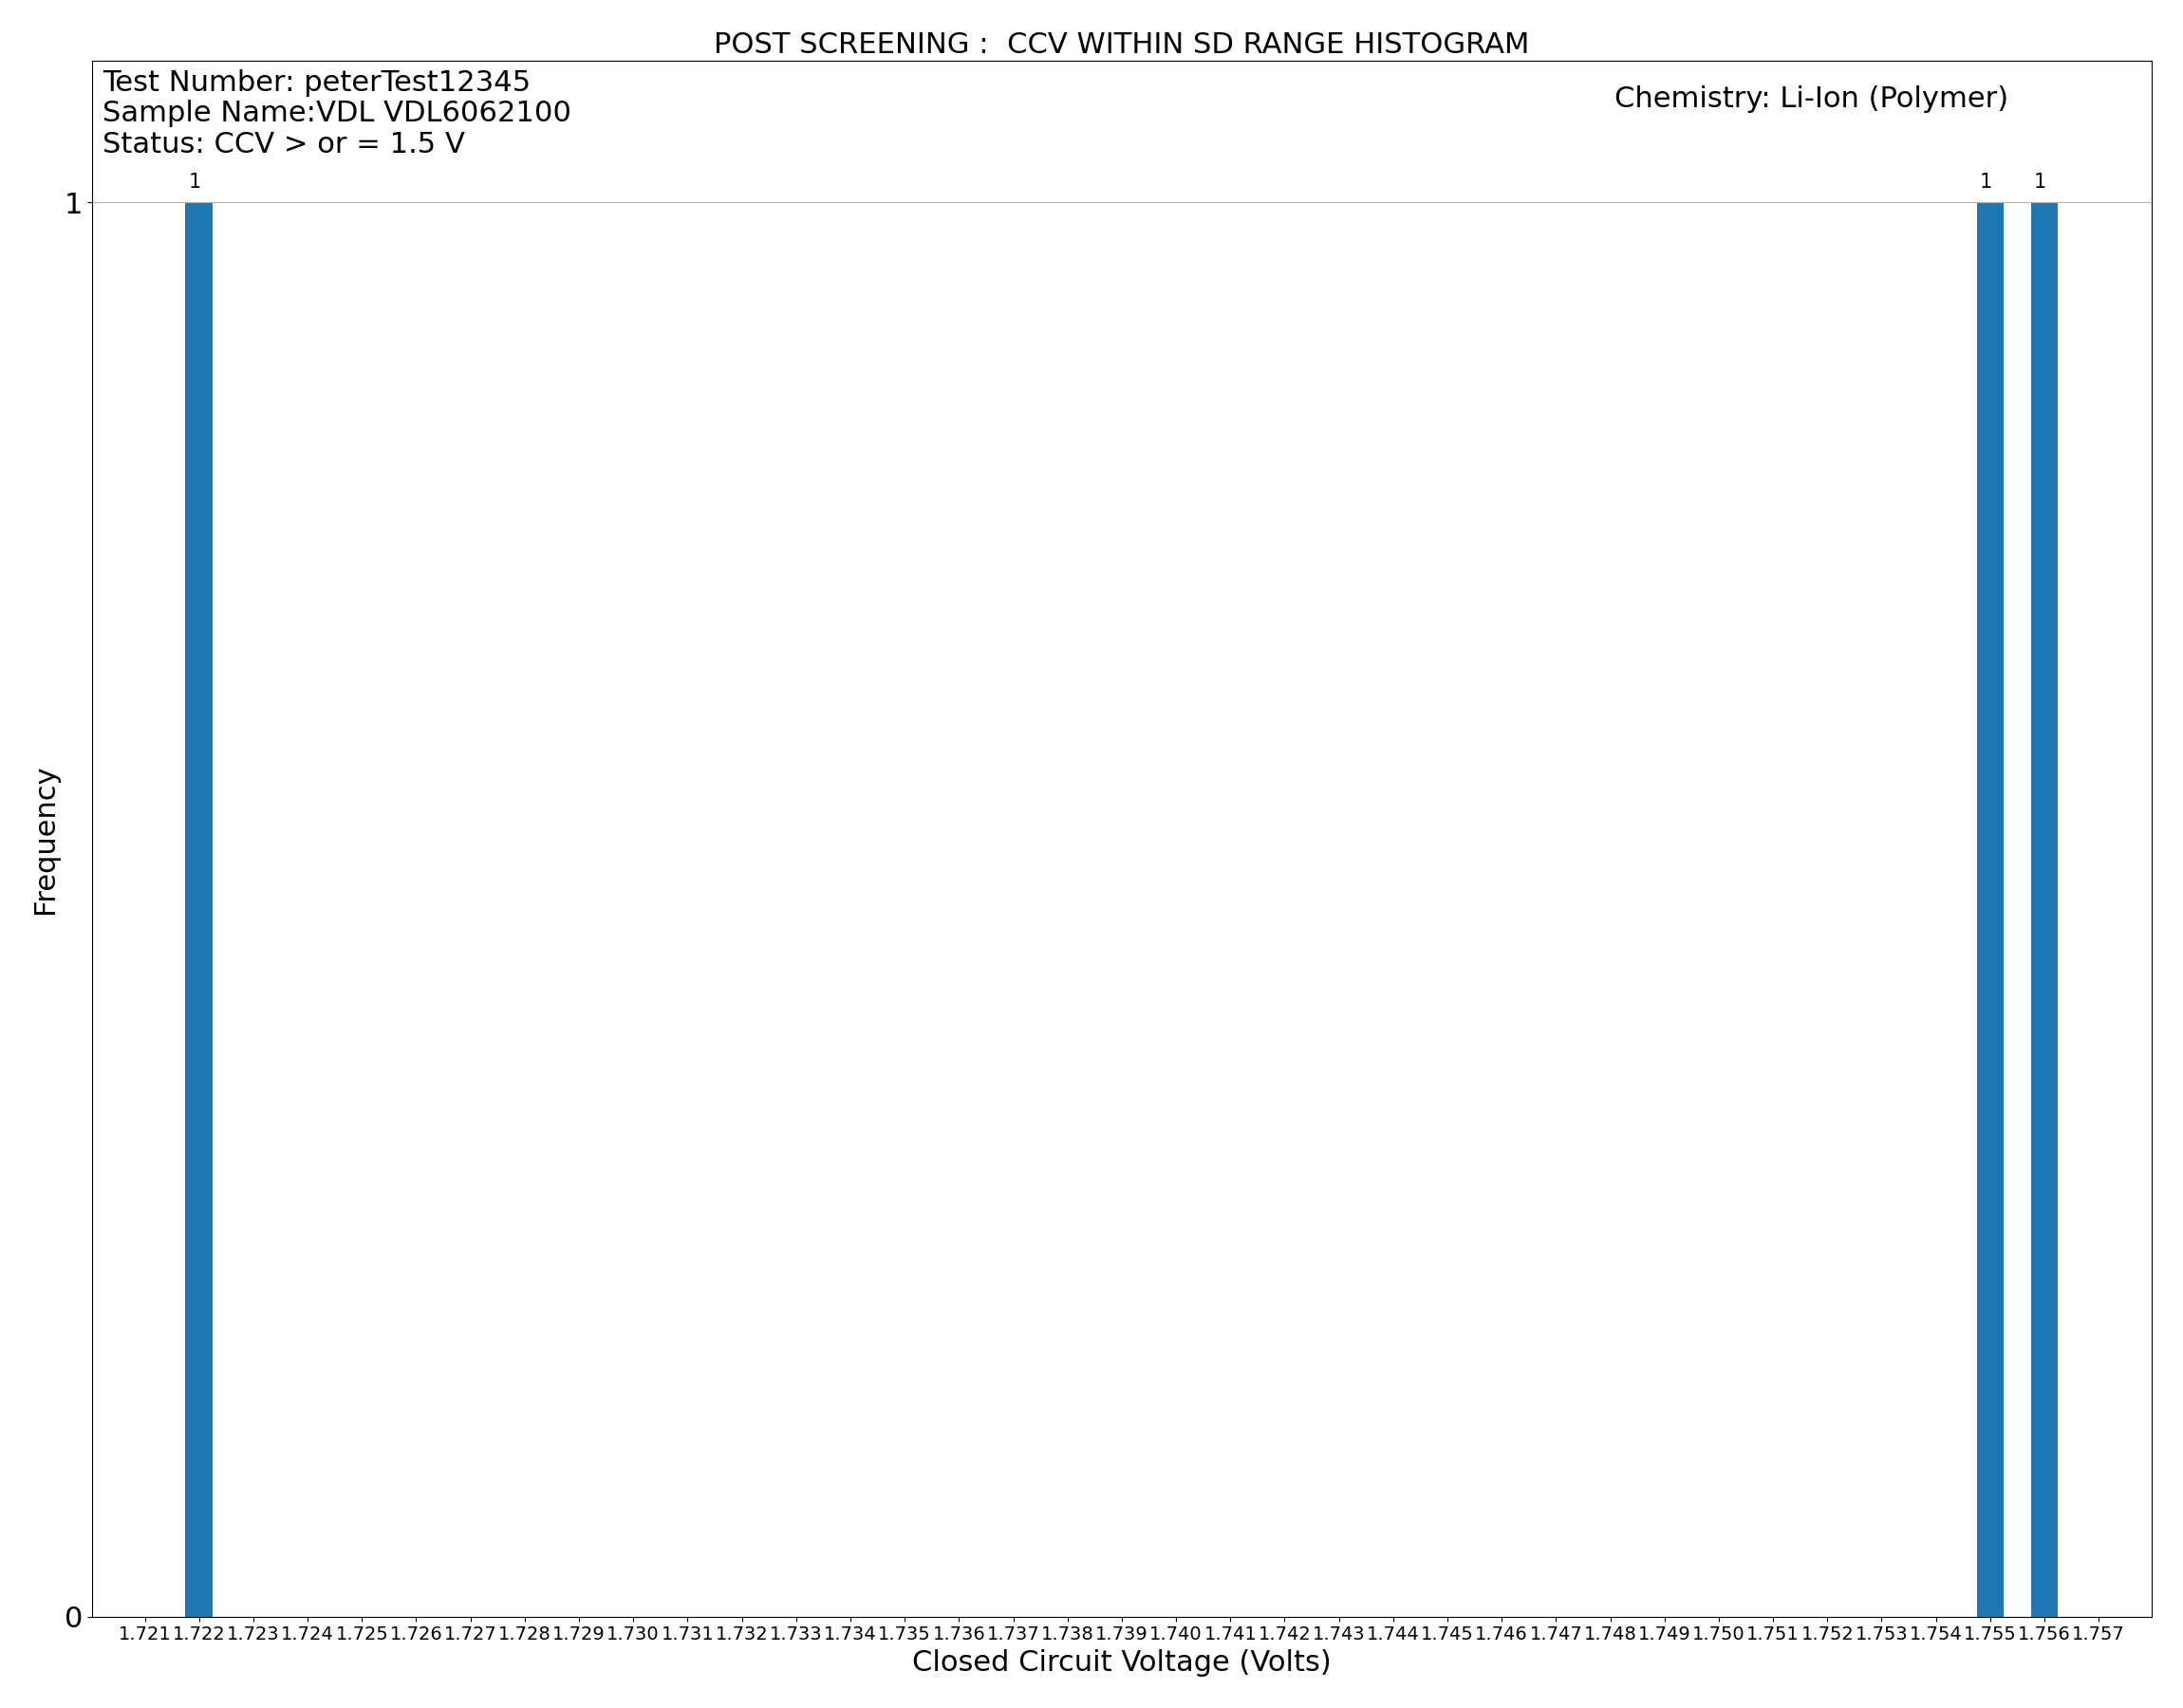 POST SCREENING :  CCV WITHIN SD RANGE HISTOGRAM
Test Number: peterTest12345
Sample Name:VDL VDL6062100
Status: CCV > or = 1.5 V
Chemistry: Li-Ion (Polymer)
1 1 1
1
Frequency
0
1.721 1.722 1.723 1.724 1.725 1.726 1.727 1.728 1.729 1.730 1.731 1.732 1.733 1.734 1.735 1.736 1.737 1.738 1.739 1.740 1.741 1.742 1.743 1.744 1.745 1.746 1.747 1.748 1.749 1.750 1.751 1.752 1.753 1.754 1.755 1.756 1.757
Closed Circuit Voltage (Volts)